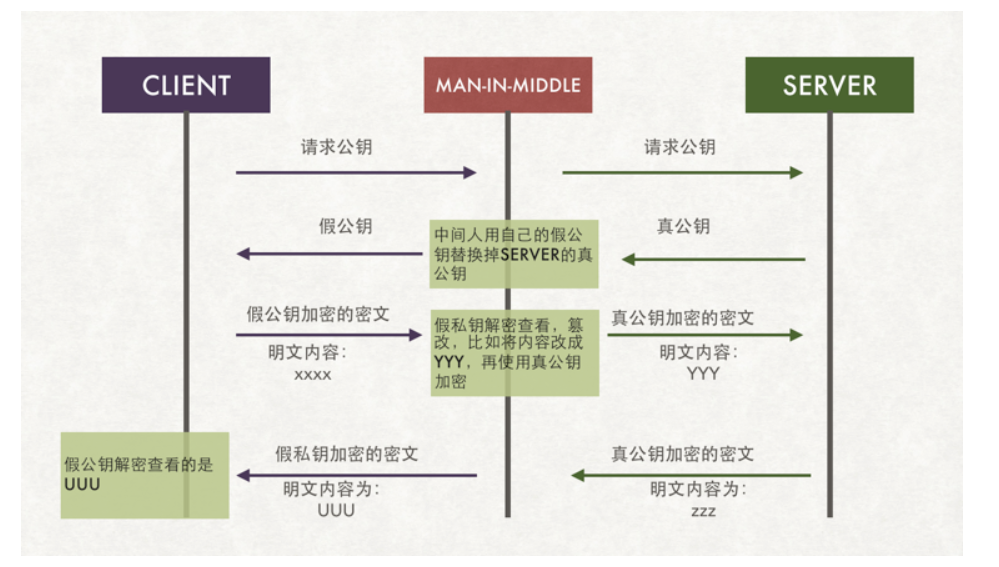 CLIENT
MAN-IN-MIDDLE
SERVER
请求公钥
请求公钥
假公钥
中间人用自己的假公
钥替换掉SERVER的真
公钥
真公钥
假公钥加密的密文
明文内容：
xxxx
假私钥解密查看，篡
改，比如将内容改成
YYY，再使用真公钥
加密
真公钥加密的密文
明文内容：
YYY
假公钥解密查看的是
UUU
假私钥加密的密文
明文内容为：
UUU
真公钥加密的密文
明文内容为：
zzz